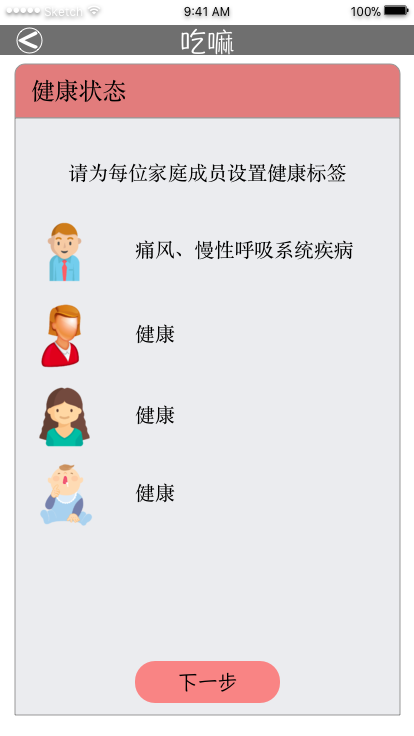 Sketch 9:41 AM 100%
吃嘛
健康状态
请为每位家庭成员设置健康标签
痛风、慢性呼吸系统疾病
健康
健康
健康
下一步